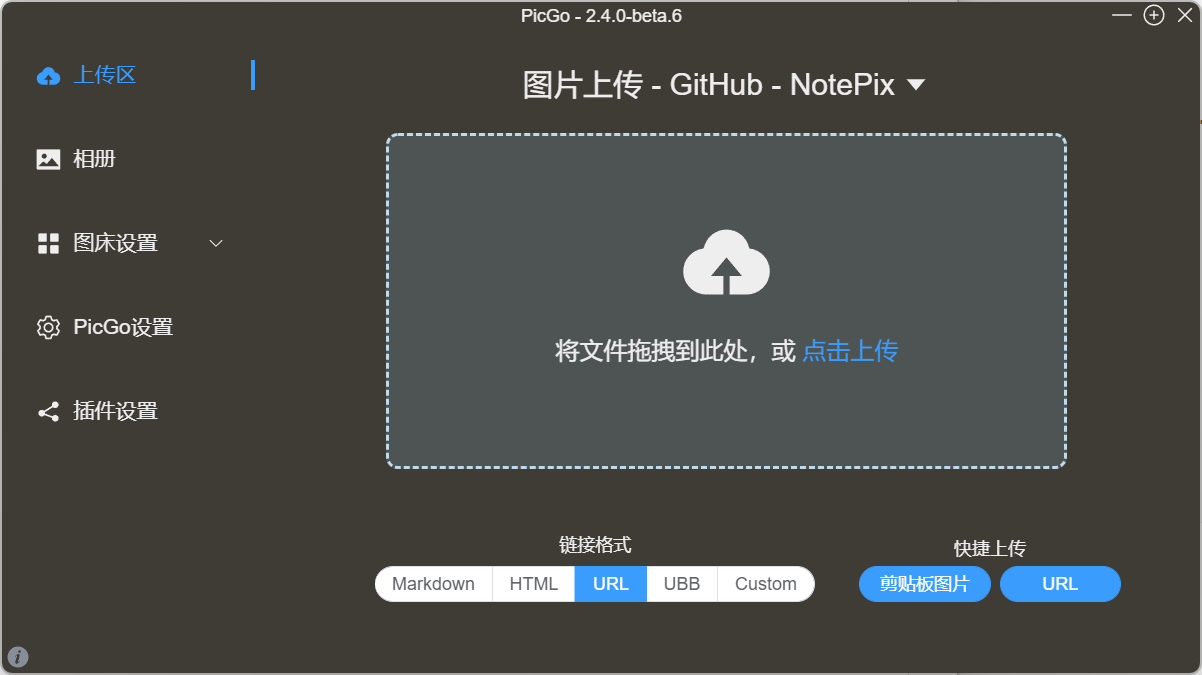 PicGo - 2.4.0-beta.6
上传区
相册
图床设置
PicGo设置
插件设置
图片上传 - GitHub - NotePix
将文件拖拽到此处，或 点击上传
链接格式
Markdown HTML URL UBB Custom
快捷上传
剪贴板图片 URL
i